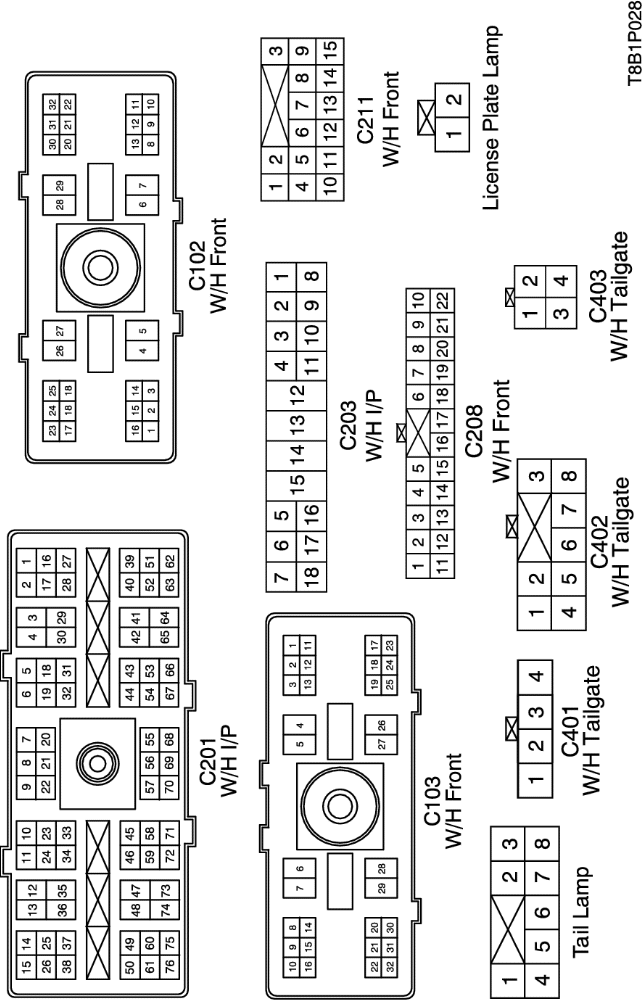 15 14 13 12 11 10 9 8 7 6 5 4 3 2 1
26 25 24 23 22 21 20 19 18 17 16
38 37 36 35 34 33 32 31 30 29 28 27
50 49 48 47 46 45 57 56 55 44 43 42 41 40 39
61 60 59 58 54 53 52 51
76 75 74 73 72 71 70 69 68 67 66 65 64 63 62
C201
W/H I/P
23 24 25 26 27 28 29 30 31 32
17 18 18 20 21 22
16 15 14 4 5 6 7 13 12 11
1 2 3 8 9 10
C102
W/H Front
10 9 8 7 6 5 4 3 2 1
16 15 14 13 12 11
22 21 20 29 28 27 26 19 18 17
32 31 30 25 24 23
C103
W/H Front
7 6 5 15 14 13 12 4 3 2 1
18 17 16 11 10 9 8
C203
W/H I/P
1 2 3 4 5 6 7 8 9 10
11 12 13 14 15 16 17 18 19 20 21 22
C208
W/H Front
1 2 3
4 5 6 7 8 9
10 11 12 13 14 15
C211
W/H Front
1 2 3
4 5 6 7 8
Tail Lamp
1 2 3 4
C401
W/H Tailgate
1 2 3
4 5 6 7 8
C402
W/H Tailgate
1 2
3 4
C403
W/H Tailgate
1 2
License Plate Lamp
T8B1P028